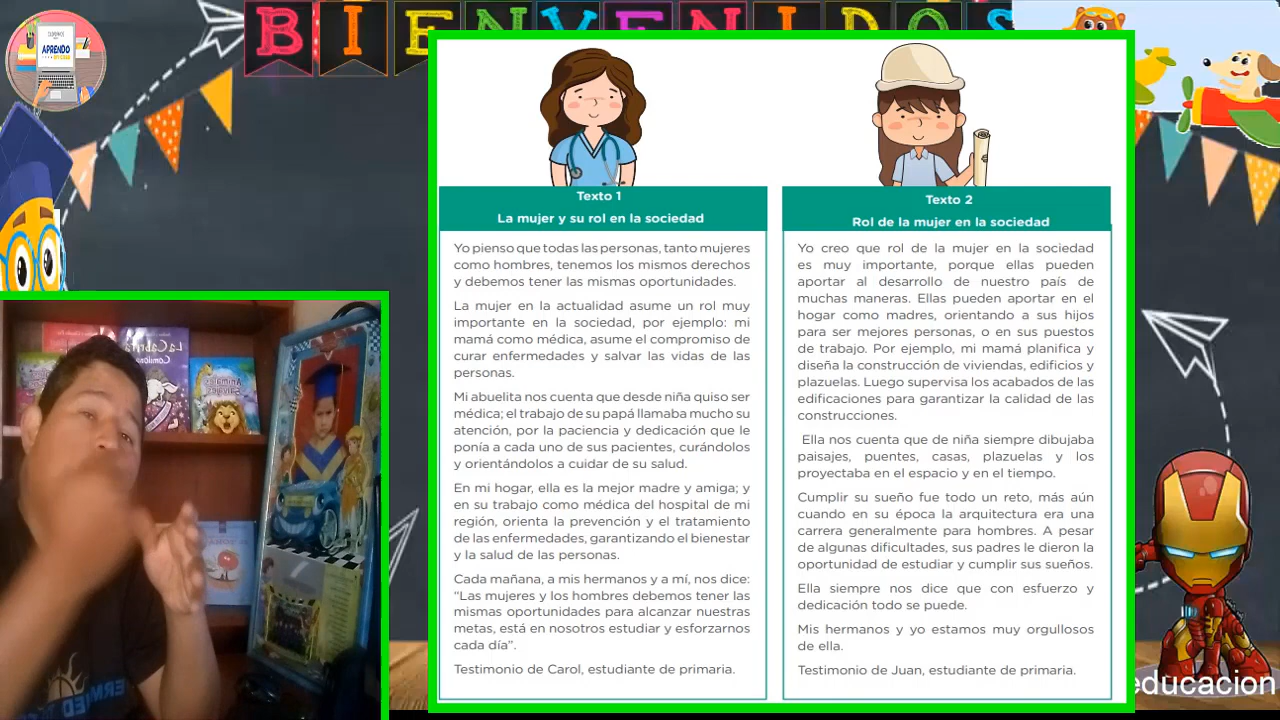 BIENVENIDOS
APRENDO
Texto 1
La mujer y su rol en la sociedad
Yo pienso que todas las personas, tanto mujeres
como hombres, tenemos los mismos derechos
y debemos tener las mismas oportunidades.
La mujer en la actualidad asume un rol muy
importante en la sociedad, por ejemplo: mi
mamá como médica, asume el compromiso de
curar enfermedades y salvar las vidas de las
personas.
Mi abuelita nos cuenta que desde niña quiso ser
médica; el trabajo de su papá llamaba mucho su
atención, por la paciencia y dedicación que le
ponía a cada uno de sus pacientes, curándolos
y orientándolos a cuidar de su salud.
En mi hogar, ella es la mejor madre y amiga; y
en su trabajo como médica del hospital de mi
región, orienta la prevención y el tratamiento
de las enfermedades, garantizando el bienestar
y la salud de las personas.
Cada mañana, a mis hermanos y a mí, nos dice:
“Las mujeres y los hombres debemos tener las
mismas oportunidades para alcanzar nuestras
metas, está en nosotros estudiar y esforzarnos
cada día”.
Testimonio de Carol, estudiante de primaria.
Texto 2
Rol de la mujer en la sociedad
Yo creo que rol de la mujer en la sociedad
es muy importante, porque ellas pueden
aportar al desarrollo de nuestro país de
muchas maneras. Ellas pueden aportar en el
hogar como madres, orientando a sus hijos
para ser mejores personas, o en sus puestos
de trabajo. Por ejemplo, mi mamá planifica y
diseña la construcción de viviendas, edificios y
plazuelas. Luego supervisa los acabados de las
edificaciones para garantizar la calidad de las
construcciones.
Ella nos cuenta que de niña siempre dibujaba
paisajes, puentes, casas, plazuelas y los
proyectaba en el espacio y en el tiempo.
Cumplir su sueño fue todo un reto, más aún
cuando en su época la arquitectura era una
carrera generalmente para hombres. A pesar
de algunas dificultades, sus padres le dieron la
oportunidad de estudiar y cumplir sus sueños.
Ella siempre nos dice que con esfuerzo y
dedicación todo se puede.
Mis hermanos y yo estamos muy orgullosos
de ella.
Testimonio de Juan, estudiante de primaria.
educacion